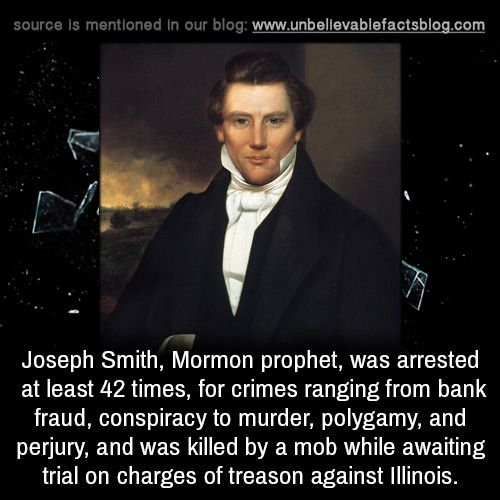 source is mentioned in our blog: www.unbelievablefactsblog.com
Joseph Smith, Mormon prophet, was arrested
at least 42 times, for crimes ranging from bank
fraud, conspiracy to murder, polygamy, and
perjury, and was killed by a mob while awaiting
trial on charges of treason against Illinois.